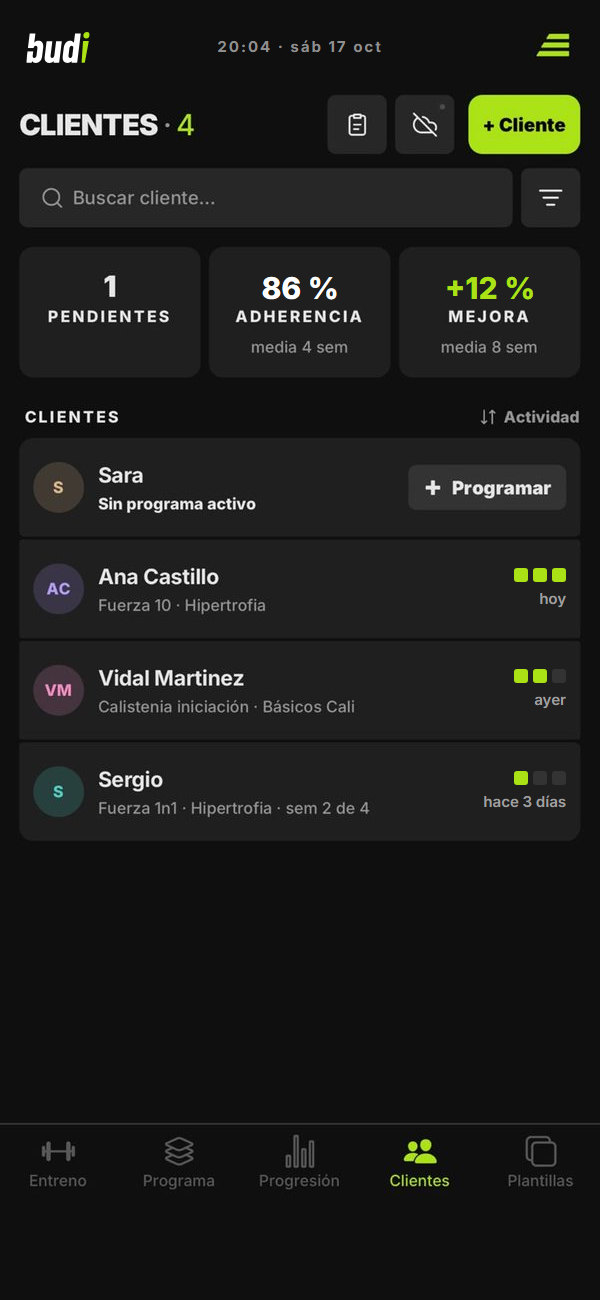 budi
20:04 · sáb 17 oct
CLIENTES · 4
+ Cliente
Buscar cliente...
1
PENDIENTES
86 %
ADHERENCIA
media 4 sem
+12 %
MEJORA
media 8 sem
CLIENTES
Actividad
S
Sara
Sin programa activo
+ Programar
AC
Ana Castillo
Fuerza 10 · Hipertrofia
hoy
VM
Vidal Martinez
Calistenia iniciación · Básicos Cali
ayer
S
Sergio
Fuerza 1n1 · Hipertrofia · sem 2 de 4
hace 3 días
Entreno
Programa
Progresión
Clientes
Plantillas